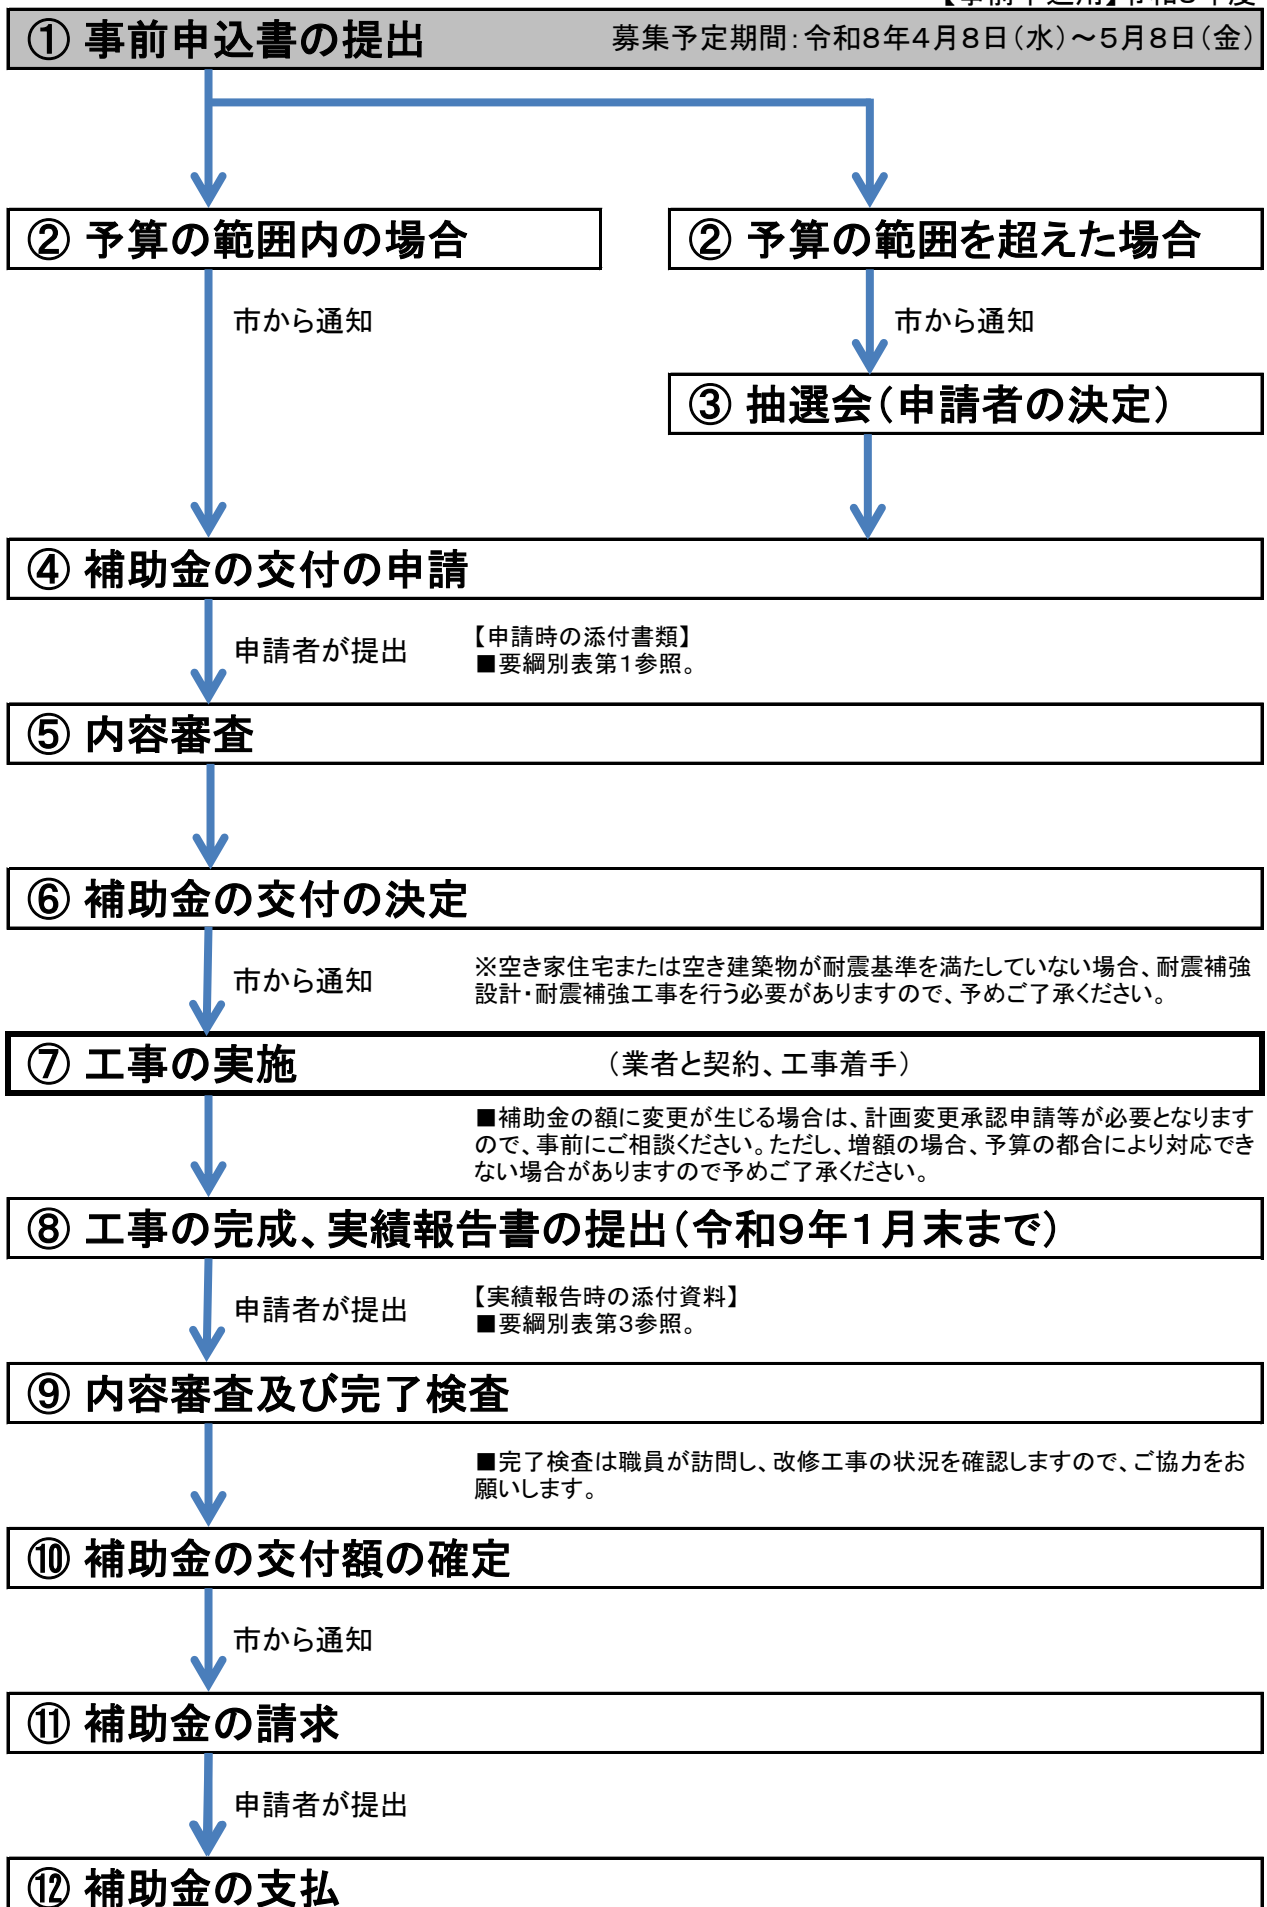 ① 事前申込書の提出　募集予定期間：令和８年４月８日（水）～５月８日（金）
② 予算の範囲内の場合
② 予算の範囲を超えた場合
市から通知
市から通知
③ 抽選会（申請者の決定）
④ 補助金の交付の申請
申請者が提出
【申請時の添付書類】
■要綱別表第１参照。
⑤ 内容審査
⑥ 補助金の交付の決定
市から通知
※空き家住宅または空き建築物が耐震基準を満たしていない場合、耐震補強
設計・耐震補強工事を行う必要がありますので、予めご了承ください。
⑦ 工事の実施　（業者と契約、工事着手）
■補助金の額に変更が生じる場合は、計画変更承認申請等が必要となります
ので、事前にご相談ください。ただし、増額の場合、予算の都合により対応でき
ない場合がありますので予めご了承ください。
⑧ 工事の完成、実績報告書の提出（令和９年１月末まで）
申請者が提出
【実績報告時の添付資料】
■要綱別表第３参照。
⑨ 内容審査及び完了検査
■完了検査は職員が訪問し、改修工事の状況を確認しますので、ご協力をお
願いします。
⑩ 補助金の交付額の確定
市から通知
⑪ 補助金の請求
申請者が提出
⑫ 補助金の支払